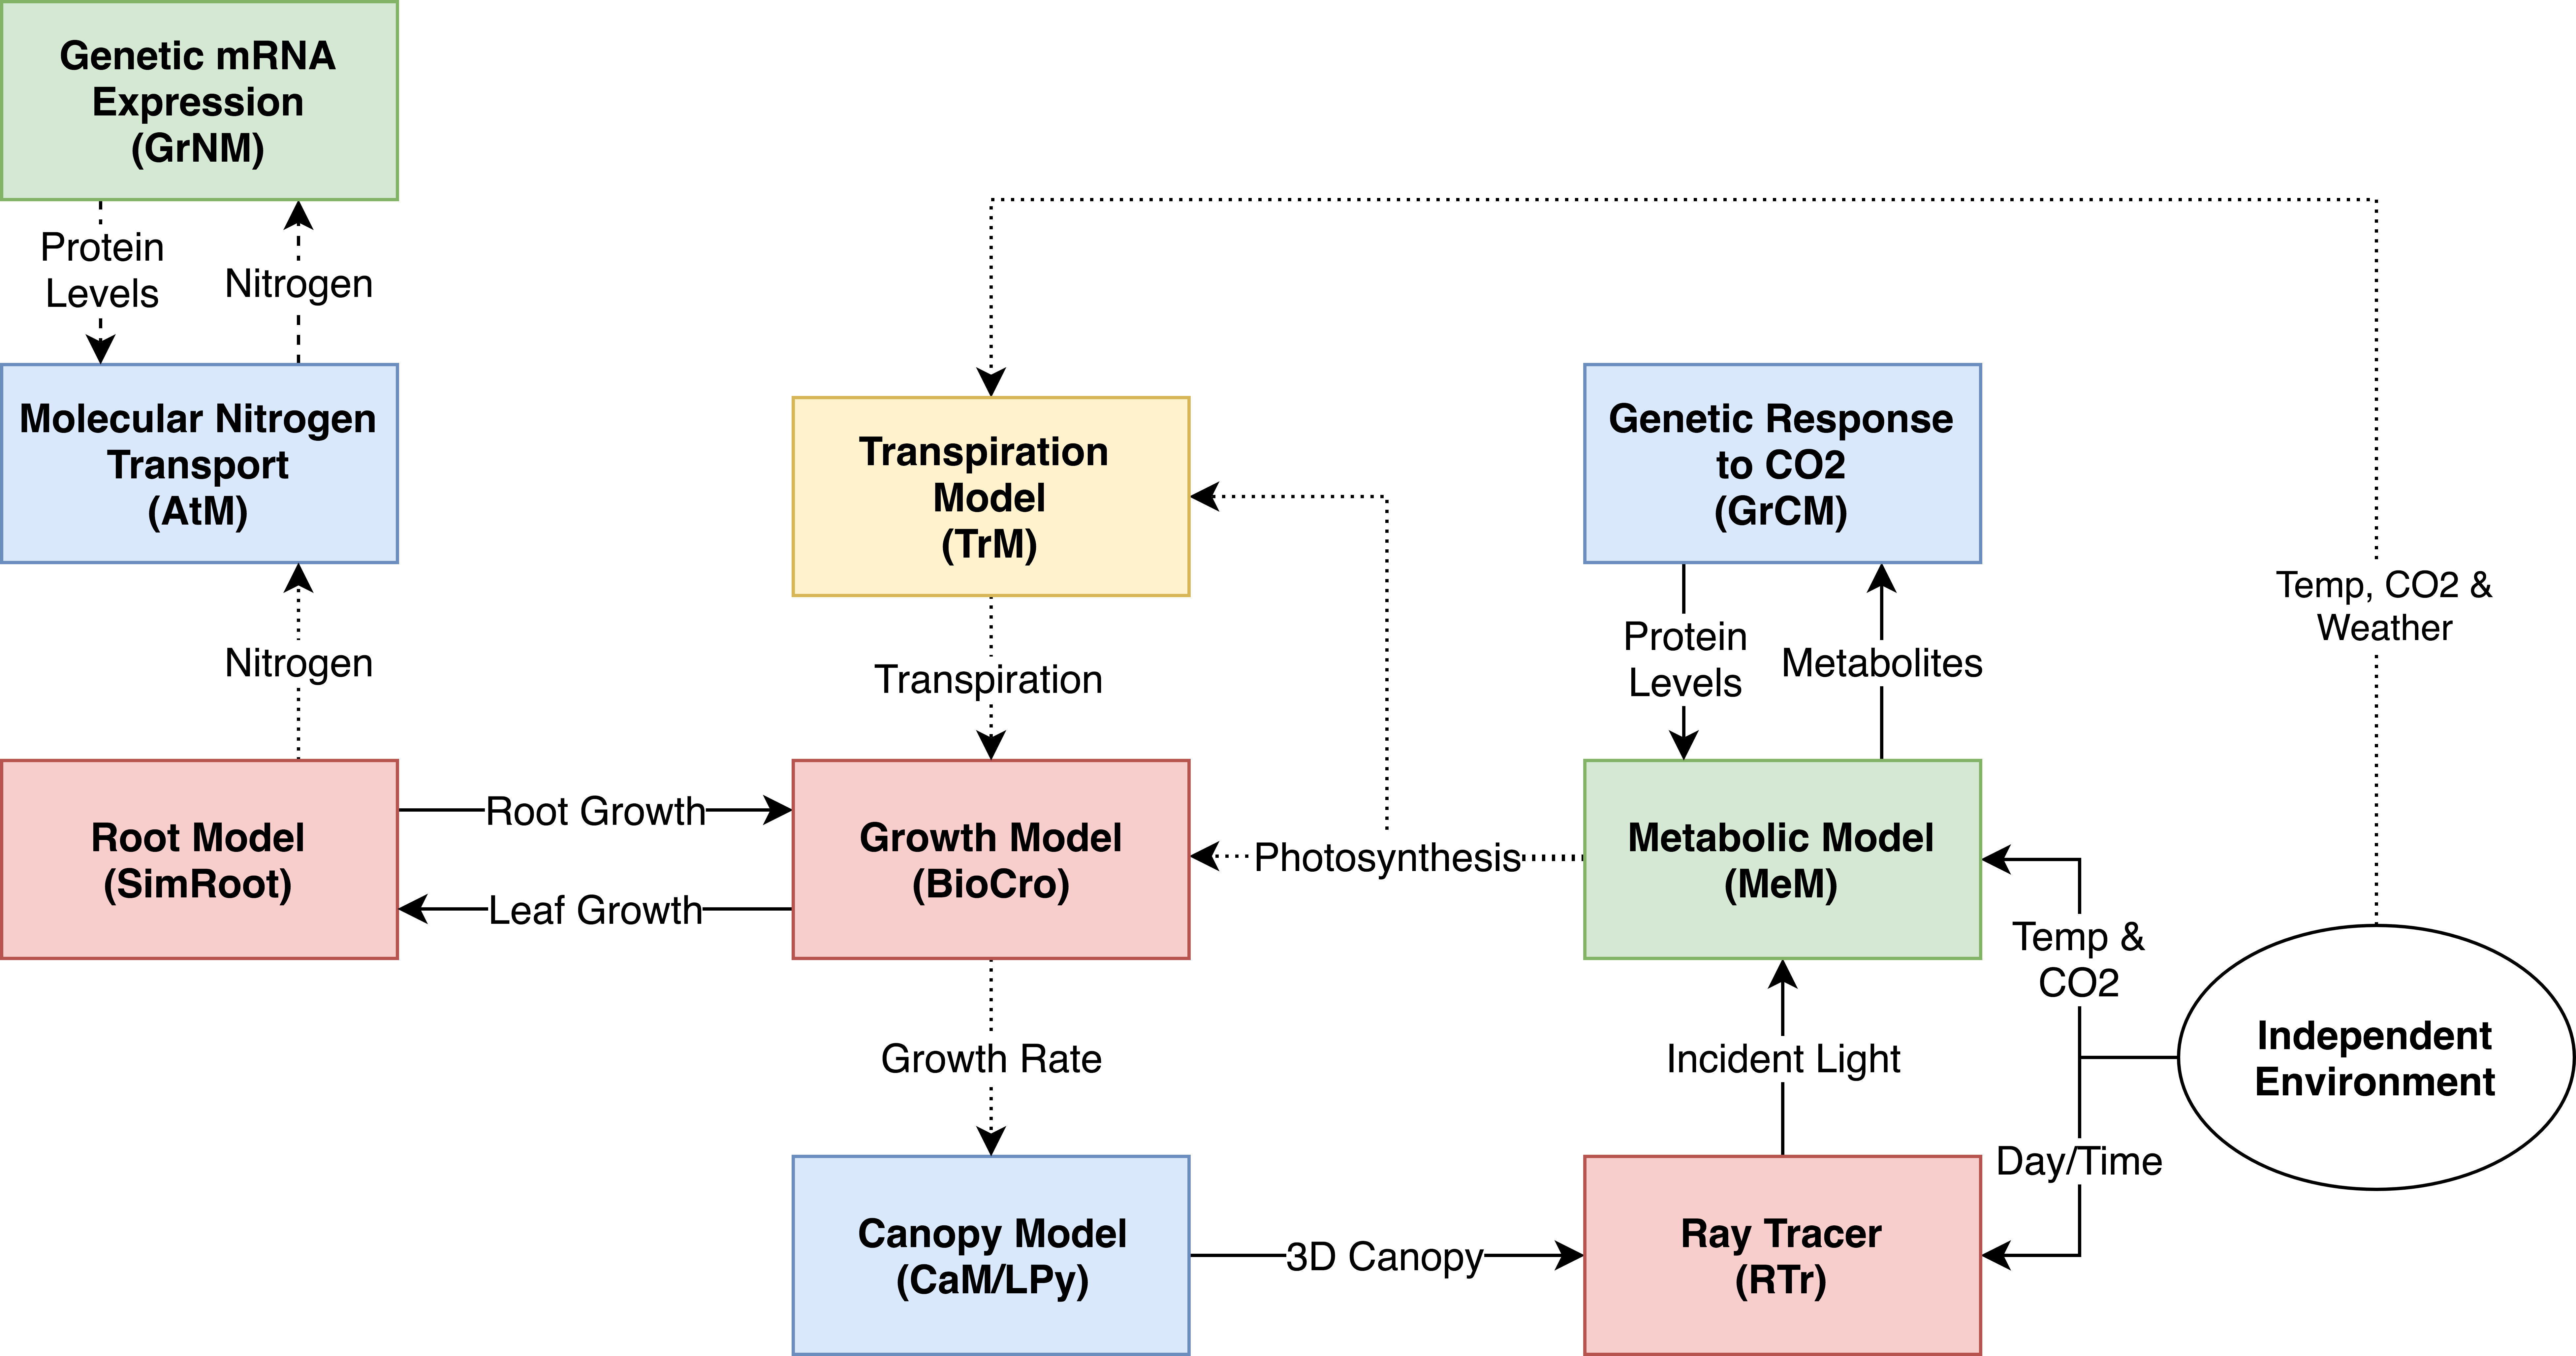 Genetic mRNA
Expression
(GrNM)
Protein
Levels
Nitrogen
Molecular Nitrogen
Transport
(AtM)
Nitrogen
Root Model
(SimRoot)
Root Growth
Leaf Growth
Transpiration
Model
(TrM)
Transpiration
Growth Model
(BioCro)
Growth Rate
Canopy Model
(CaM/LPy)
Photosynthesis
3D Canopy
Genetic Response
to CO2
(GrCM)
Protein
Levels
Metabolites
Metabolic Model
(MeM)
Incident Light
Ray Tracer
(RTr)
Temp, CO2 &
Weather
Temp &
CO2
Day/Time
Independent
Environment